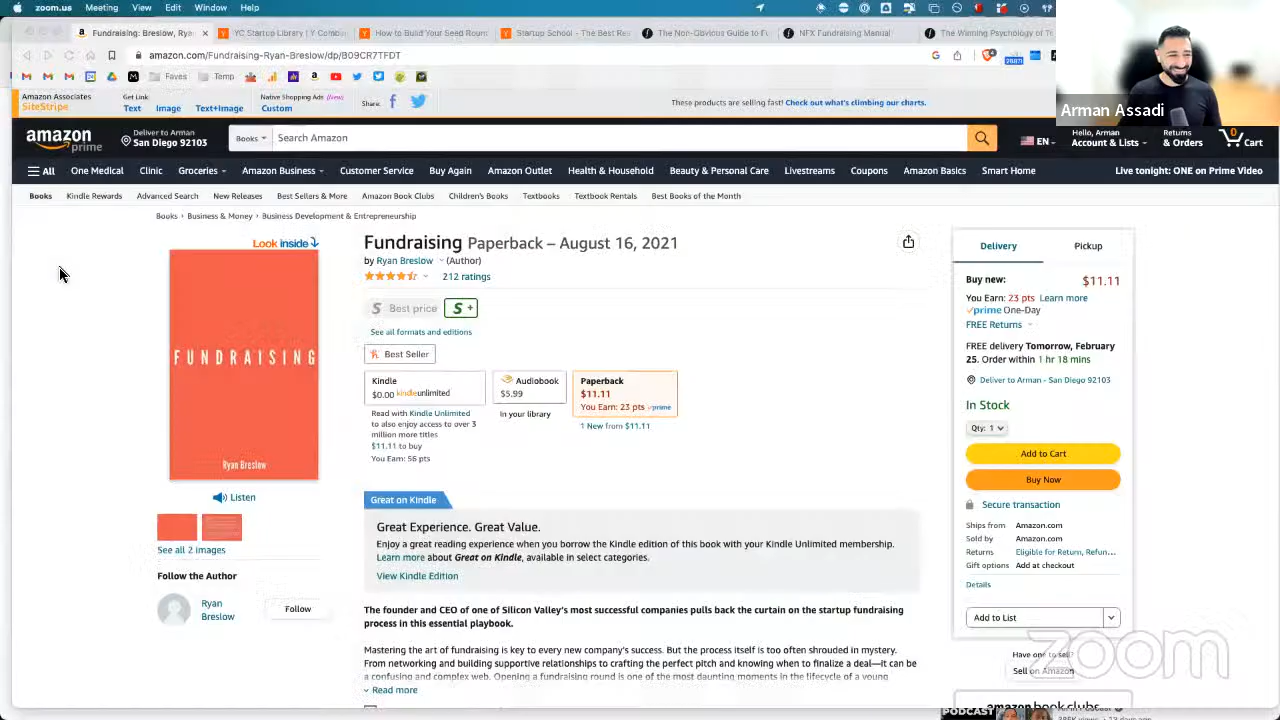 zoom.us Window Help
Fundraising: Breslow, Ryan
YC Startup Library | Y C
How to Build Your Seed Round
Startup School - The Best Res
The Non-Obvious Guide to Fu
NFX Fundraising Manual
The Winning Psychology of T
amazon.com/Fundraising-Ryan-Breslow/dp/B09CR7TFDT
Faves
Temp
Arman Assadi
Amazon Associates
SiteStripe
Get Link:
Text Image Text+Image
Native Shopping Ads (New)
Custom
Share:
These products are selling fast! Check out what's climbing our charts.
amazon
prime
Deliver to Arman
San Diego 92103
Books
Search Amazon
EN
Hello, Arman
Account & Lists
Returns
& Orders
0
Cart
All One Medical Clinic Groceries Amazon Business Customer Service Buy Again Amazon Outlet Health & Household Beauty & Personal Care Livestreams Coupons Amazon Basics Smart Home Live tonight: ONE on Prime Video
Books Kindle Rewards Advanced Search New Releases Best Sellers & More Amazon Book Clubs Children's Books Textbooks Textbook Rentals Best Books of the Month
Books › Business & Money › Business Development & Entrepreneurship
Look inside
FUNDRAISING
Ryan Breslow
Listen
See all 2 images
Follow the Author
Ryan
Breslow
Follow
Fundraising Paperback – August 16, 2021
by Ryan Breslow (Author)
212 ratings
S Best price S +
See all formats and editions
Best Seller
Kindle
$0.00 kindleunlimited
Read with Kindle Unlimited
to also enjoy access to over 3
million more titles
$11.11 to buy
You Earn: 56 pts
Audiobook
$5.99
In your library
Paperback
$11.11
You Earn: 23 pts prime
1 New from $11.11
Great on Kindle
Great Experience. Great Value.
Enjoy a great reading experience when you borrow the Kindle edition of this book with your Kindle Unlimited membership.
Learn more about Great on Kindle, available in select categories.
View Kindle Edition
The founder and CEO of one of Silicon Valley's most successful companies pulls back the curtain on the startup fundraising
process in this essential playbook.
Mastering the art of fundraising is key to every new company's success. But the process itself is too often shrouded in mystery.
From networking and building supportive relationships to crafting the perfect pitch and knowing when to finalize a deal—it can be
a confusing and complex web. Opening a fundraising round is one of the most daunting moments in the lifecycle of a young
Read more
Delivery Pickup
Buy new: $11.11
You Earn: 23 pts Learn more
prime One-Day
FREE Returns
FREE delivery Tomorrow, February
25. Order within 1 hr 18 mins
Deliver to Arman - San Diego 92103
In Stock
Qty: 1
Add to Cart
Buy Now
Secure transaction
Ships from Amazon.com
Sold by Amazon.com
Returns Eligible for Return, Refun...
Gift options Add at checkout
Details
Add to List
Have one to sell?
Sell on Amazon
zoom
amazon book clubs
PODCAST